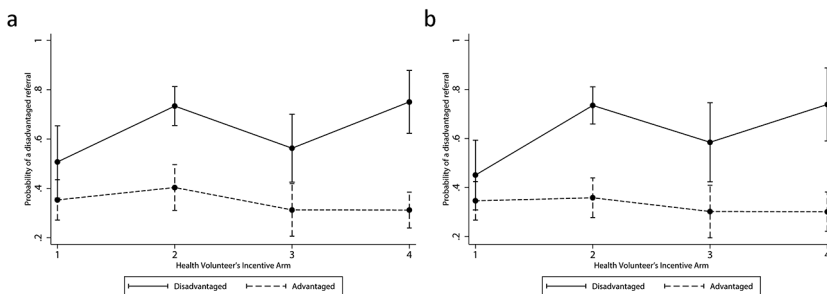 a
Probability of a disadvantaged referral
1
.8
.6
.4
.2
1 2 3 4
Health Volunteer's Incentive Arm
Disadvantaged Advantaged
b
Probability of a disadvantaged referral
1
.8
.6
.4
.2
1 2 3 4
Health Volunteer's Incentive Arm
Disadvantaged Advantaged